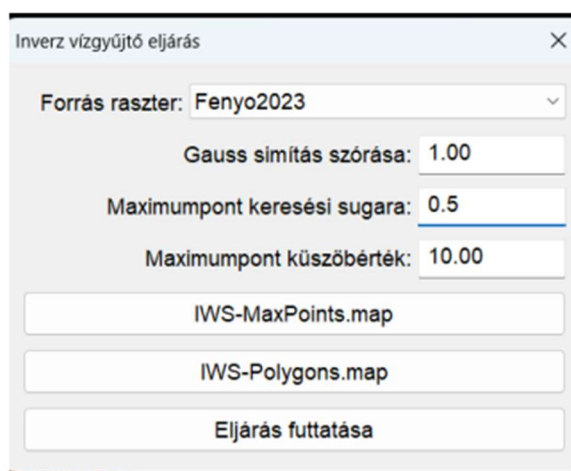 Inverz vízgyűjtő eljárás
Forrás raszter: Fenyo2023
Gauss simítás szórása: 1.00
Maximumpont keresési sugara: 0.5
Maximumpont küszöbérték: 10.00
IWS-MaxPoints.map
IWS-Polygons.map
Eljárás futtatása